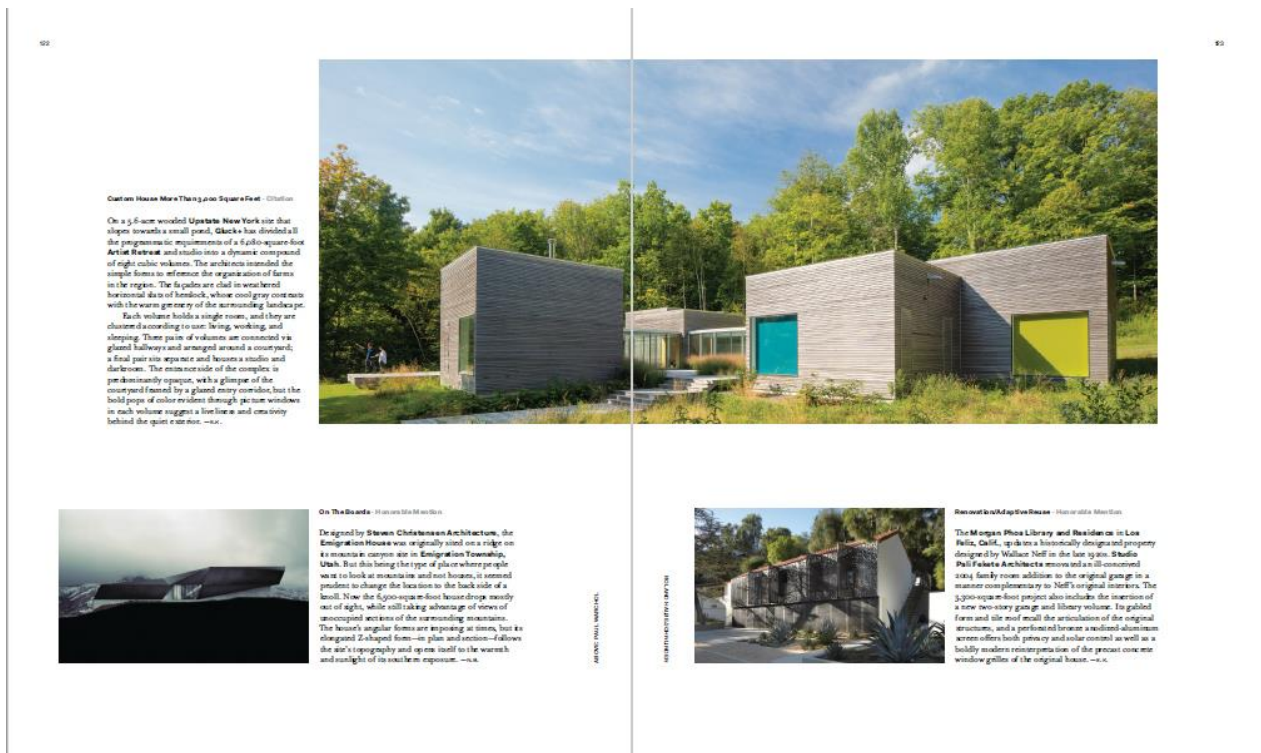 122
123
Custom House More Than 3,000 Square Feet · Citation
On a 5.6-acre wooded Upstate New York site that
slopes towards a small pond, Gluck+ has divided all
the programmatic requirements of a 6,080-square-foot
Artist Retreat and studio into a dynamic compound
of eight cubic volumes. The architects intended the
simple forms to reference the organization of farms
in the region. The façades are clad in weathered
horizontal slats of hemlock, whose cool gray contrasts
with the warm greenery of the surrounding landscape.
Each volume holds a single room, and they are
clustered according to use: living, working, and
sleeping. Three pairs of volumes are connected via
glazed hallways and arranged around a courtyard;
a final pair sits separate and houses a studio and
darkroom. The entrance side of the complex is
predominantly opaque, with a glimpse of the
courtyard framed by a glazed entry corridor, but the
bold pops of color evident through picture windows
in each volume suggest a liveliness and creativity
behind the quiet exterior.
On The Boards · Honorable Mention
Designed by Steven Christensen Architecture, the
Emigration House was originally sited on a ridge on
its mountain canyon site in Emigration Township,
Utah. But this being the type of place where people
want to look at mountains and not houses, it seemed
prudent to change the location to the back side of a
knoll. Now the 6,500-square-foot house drops mostly
out of sight, while still taking advantage of views of
unoccupied sections of the surrounding mountains.
The house's angular forms are imposing at times, but its
elongated Z-shaped form—in plan and section—follows
the site's topography and opens itself to the warmth
and sunlight of its southern exposure.
ABOVE: PAUL WARCHOL
ROLAND
Renovation/Adaptive Reuse · Honorable Mention
The Morgan Phoa Library and Residence in Los
Feliz, Calif., updates a historically designated property
designed by Wallace Neff in the late 1920s. Studio
Pali Fekete Architects renovated an ill-conceived
2004 family room addition to the original garage in a
manner complementary to Neff's original interiors. The
3,300-square-foot project also includes the insertion of
a new two-story garage and library volume. Its gabled
form and tile roof recall the articulation of the original
structures, and a perforated bronze anodized-aluminum
screen offers both privacy and solar control as well as a
boldly modern reinterpretation of the precast concrete
window grilles of the original house.